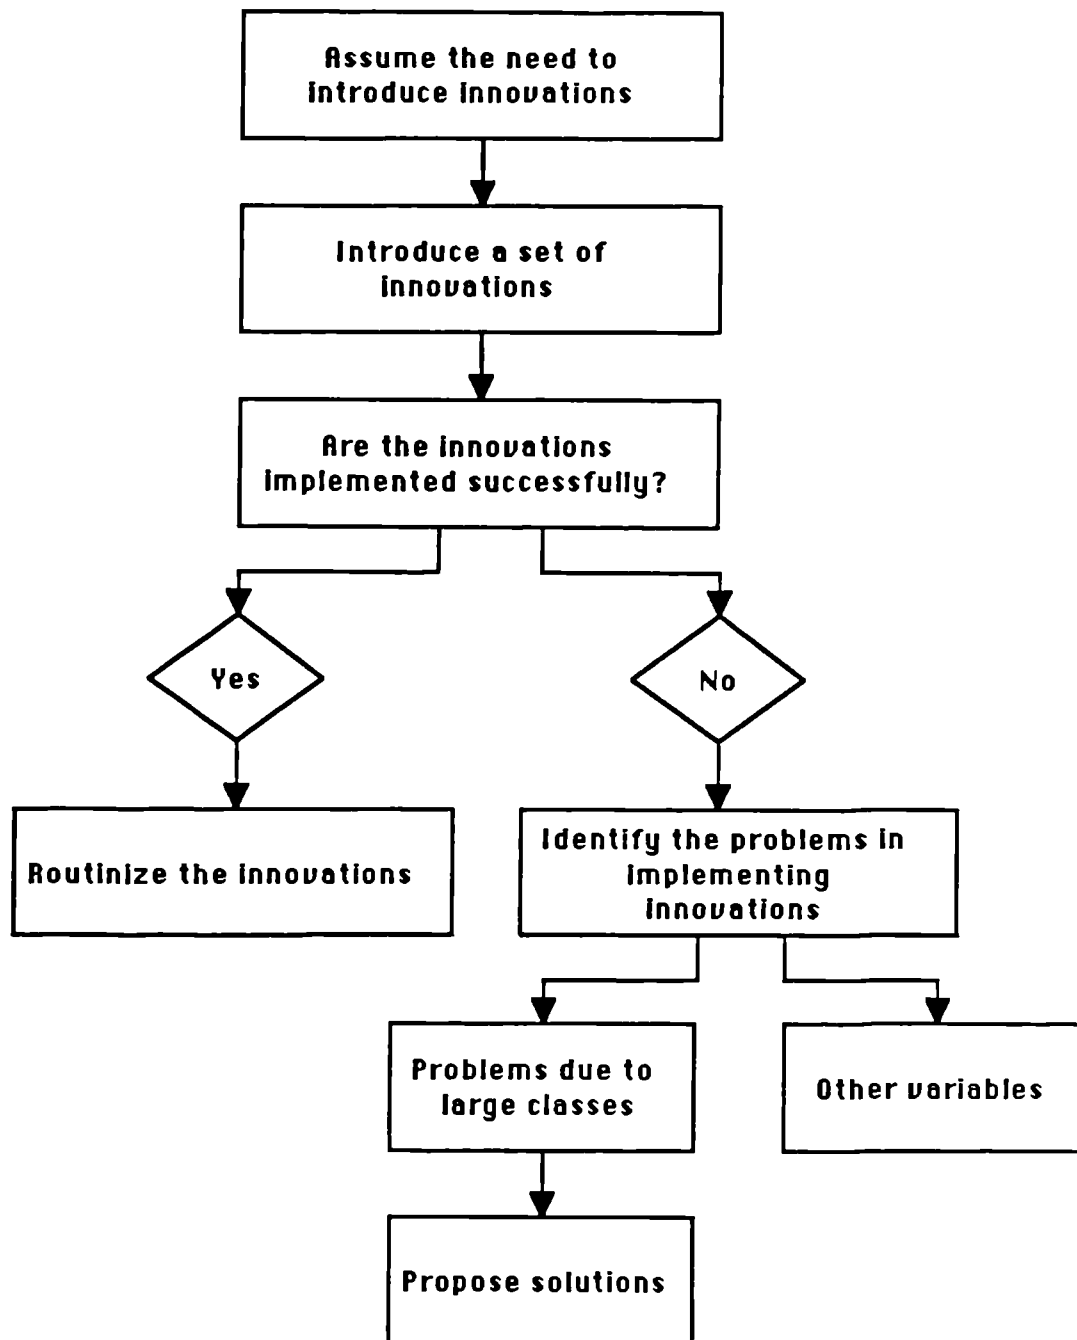 Assume the need to
introduce innovations
Introduce a set of
innovations
Are the innovations
implemented successfully?
Yes
No
Routinize the innovations
Identify the problems in
implementing
innovations
Problems due to
large classes
Other variables
Propose solutions